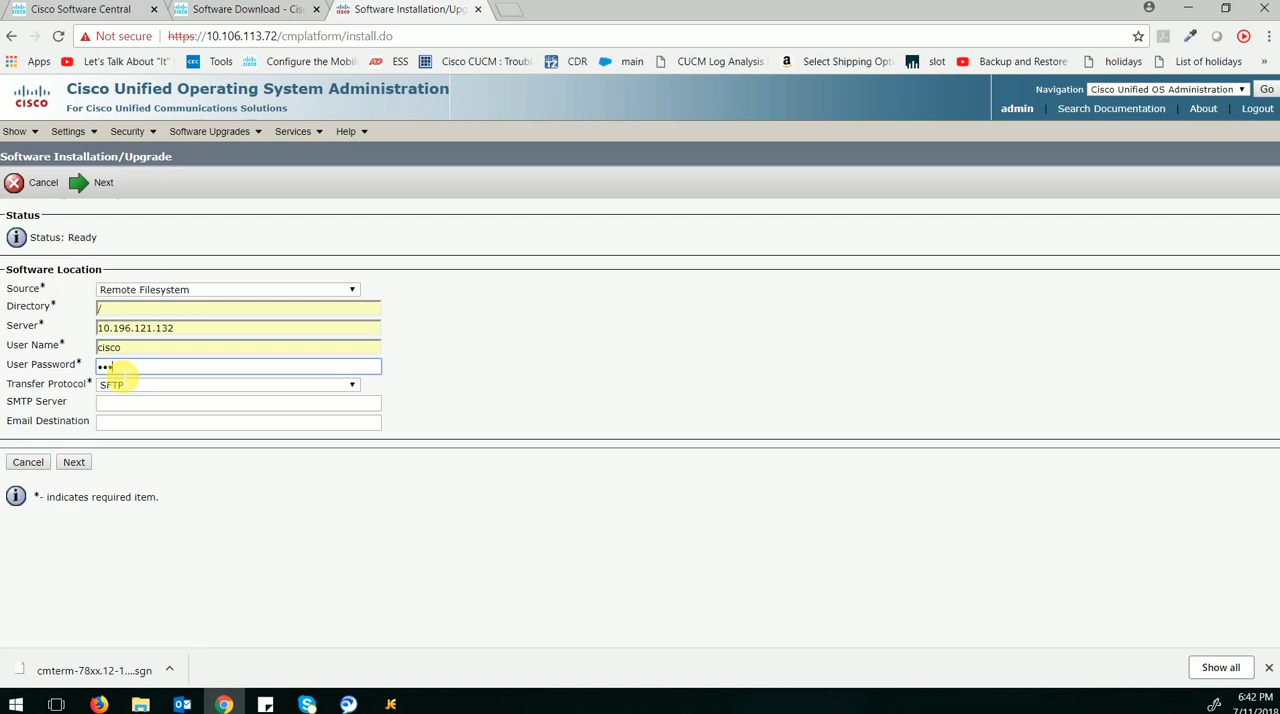 Cisco Software Central
Software Download - Cis
Software Installation/Upg
Not secure https://10.106.113.72/cmplatform/install.do
Apps Let's Talk About "It" Tools Configure the Mobil ESS Cisco CUCM : Troubl CDR main CUCM Log Analysis Select Shipping Opti slot Backup and Restore holidays List of holidays »
CISCO
Cisco Unified Operating System Administration
For Cisco Unified Communications Solutions
Navigation Cisco Unified OS Administration Go
admin Search Documentation About Logout
Show Settings Security Software Upgrades Services Help
Software Installation/Upgrade
Cancel Next
Status
Status: Ready
Software Location
Source* Remote Filesystem
Directory* /
Server* 10.196.121.132
User Name* cisco
User Password* •••
Transfer Protocol* SFTP
SMTP Server
Email Destination
Cancel Next
*- indicates required item.
cmterm-78xx.12-1....sgn
Show all
6:42 PM
7/11/2018